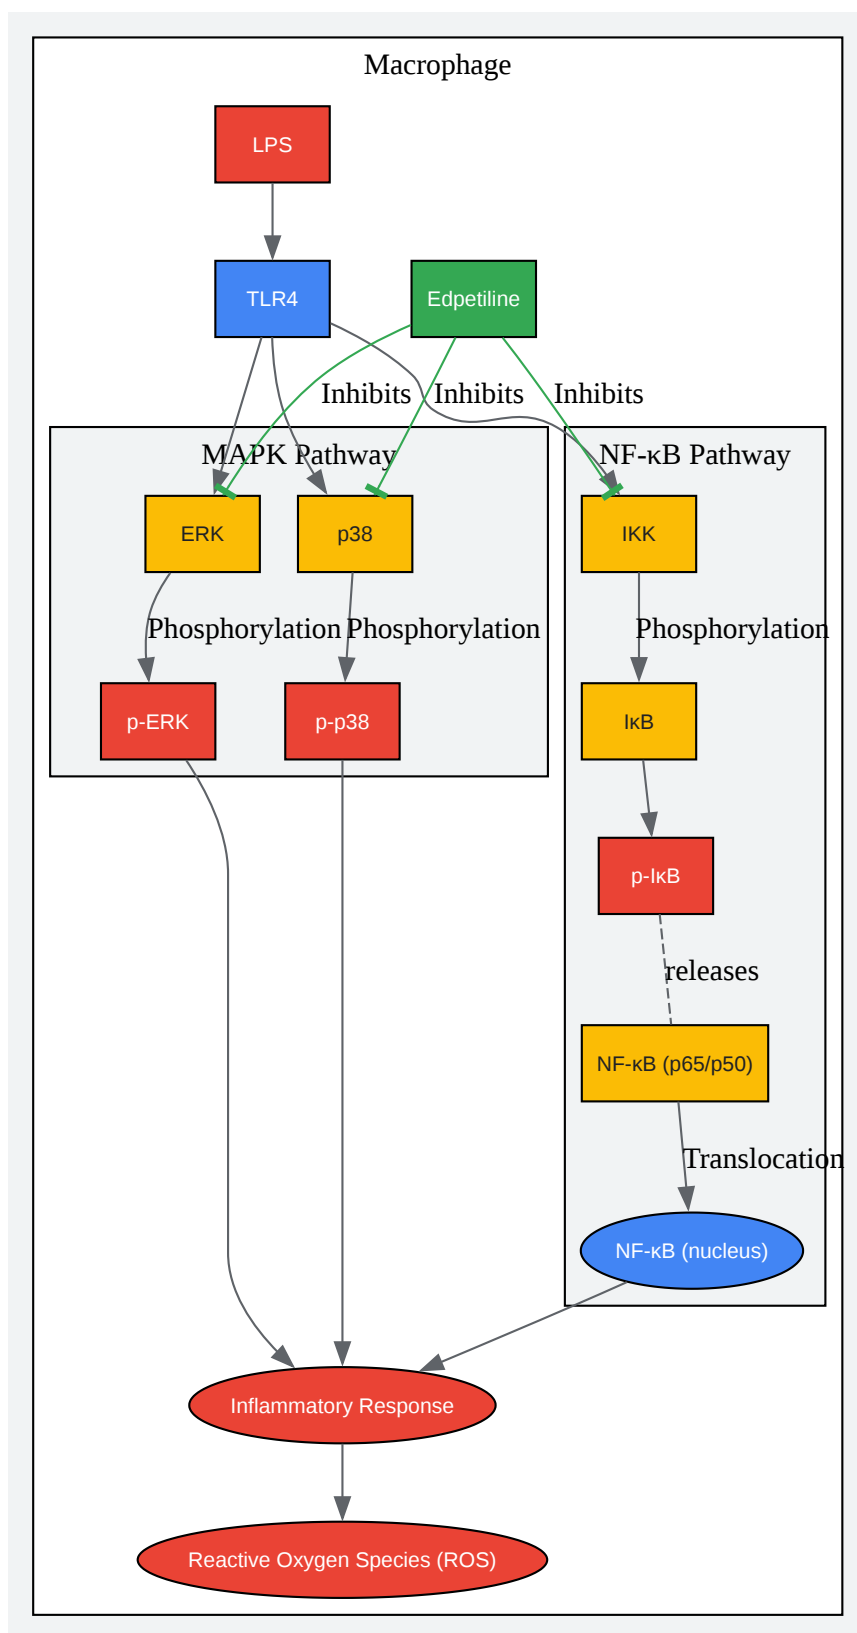 Macrophage
LPS
TLR4
Edpetiline
Inhibits
Inhibits
Inhibits
MAPK Pathway
NF-κB Pathway
ERK
p38
IKK
Phosphorylation
Phosphorylation
Phosphorylation
p-ERK
p-p38
IκB
p-IκB
releases
NF-κB (p65/p50)
Translocation
NF-κB (nucleus)
Inflammatory Response
Reactive Oxygen Species (ROS)